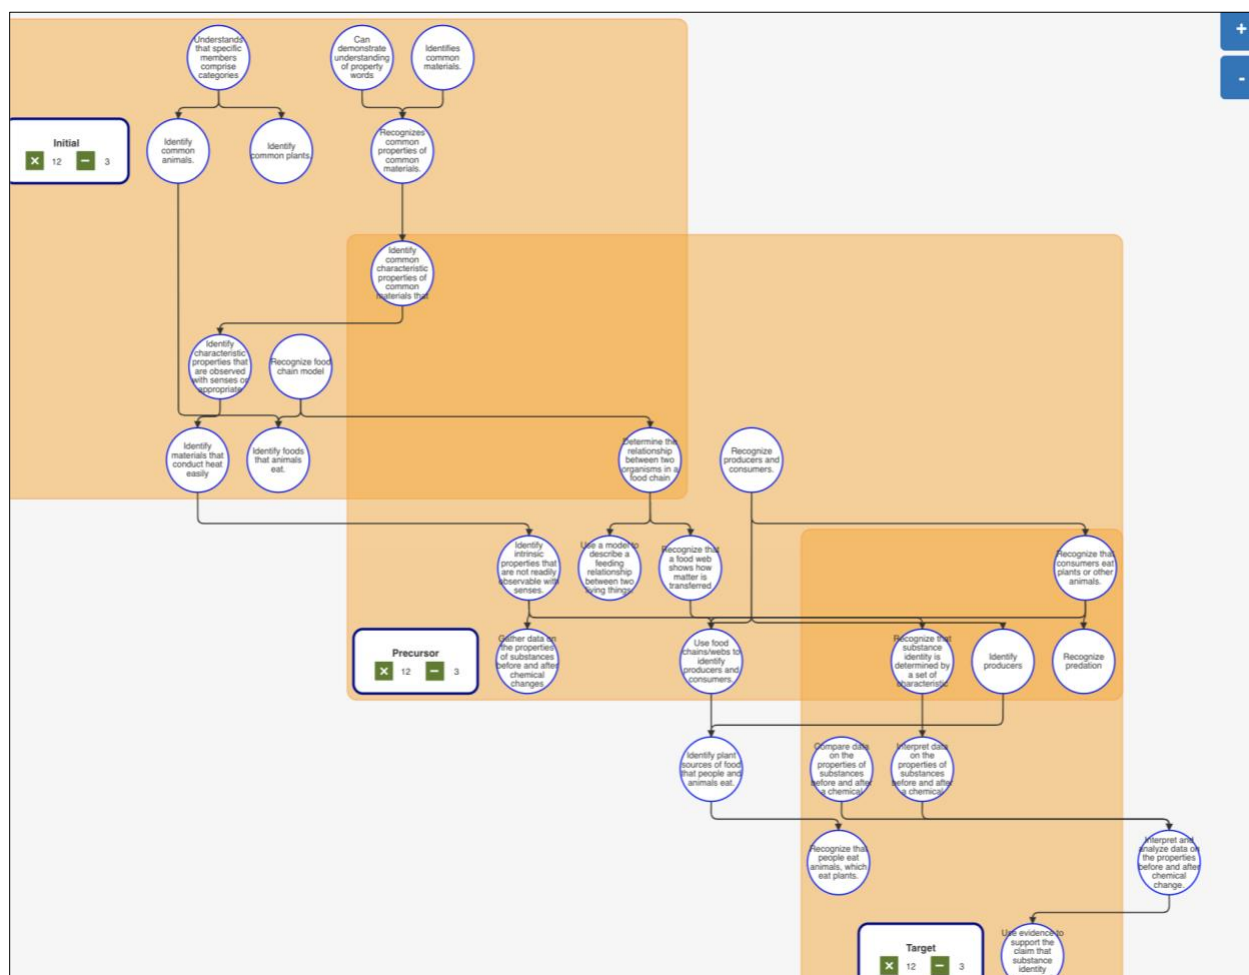 +
-
Understands
that specific
members
comprise
categories
Can
demonstrate
understanding
of property
words
Identifies
common
materials.
Initial
12
3
Identify
common
animals.
Identify
common plants.
Recognizes
common
properties of
common
materials.
Identify
common
characteristic
properties of
common
materials that
Identify
characteristic
properties that
are observed
with senses or
appropriate
Recognize food
chain model
Identify
materials that
conduct heat
easily
Identify foods
that animals
eat.
Determine the
relationship
between two
organisms in a
food chain
Recognize
producers and
consumers.
Identify
intrinsic
properties that
are not readily
observable with
senses.
Use a model to
describe a
feeding
relationship
between two
living things.
Recognize that
a food web
shows how
matter is
transferred
Recognize that
consumers eat
plants or other
animals.
Precursor
12
3
Gather data on
the properties
of substances
before and after
chemical
changes
Use food
chains/webs to
identify
producers and
consumers.
Recognize that
substance
identity is
determined by
a set of
characteristic
Identify
producers
Recognize
predation
Identify plant
sources of food
that people and
animals eat.
Compare data
on the
properties of
substances
before and after
a chemical
Interpret data
on the
properties of
substances
before and after
a chemical
Recognize that
people eat
animals, which
eat plants.
Interpret and
analyze data on
the properties
before and after
chemical
change.
Target
12
3
Use evidence to
support the
claim that
substance
identity